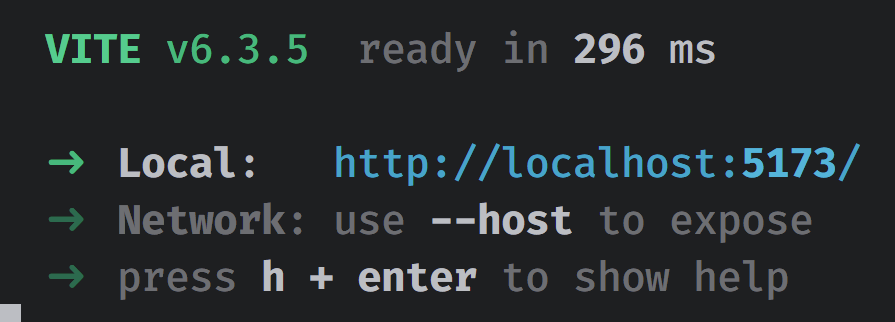 VITE v6.3.5  ready in 296 ms
➜ Local:   http://localhost:5173/
➜ Network: use --host to expose
➜ press h + enter to show help